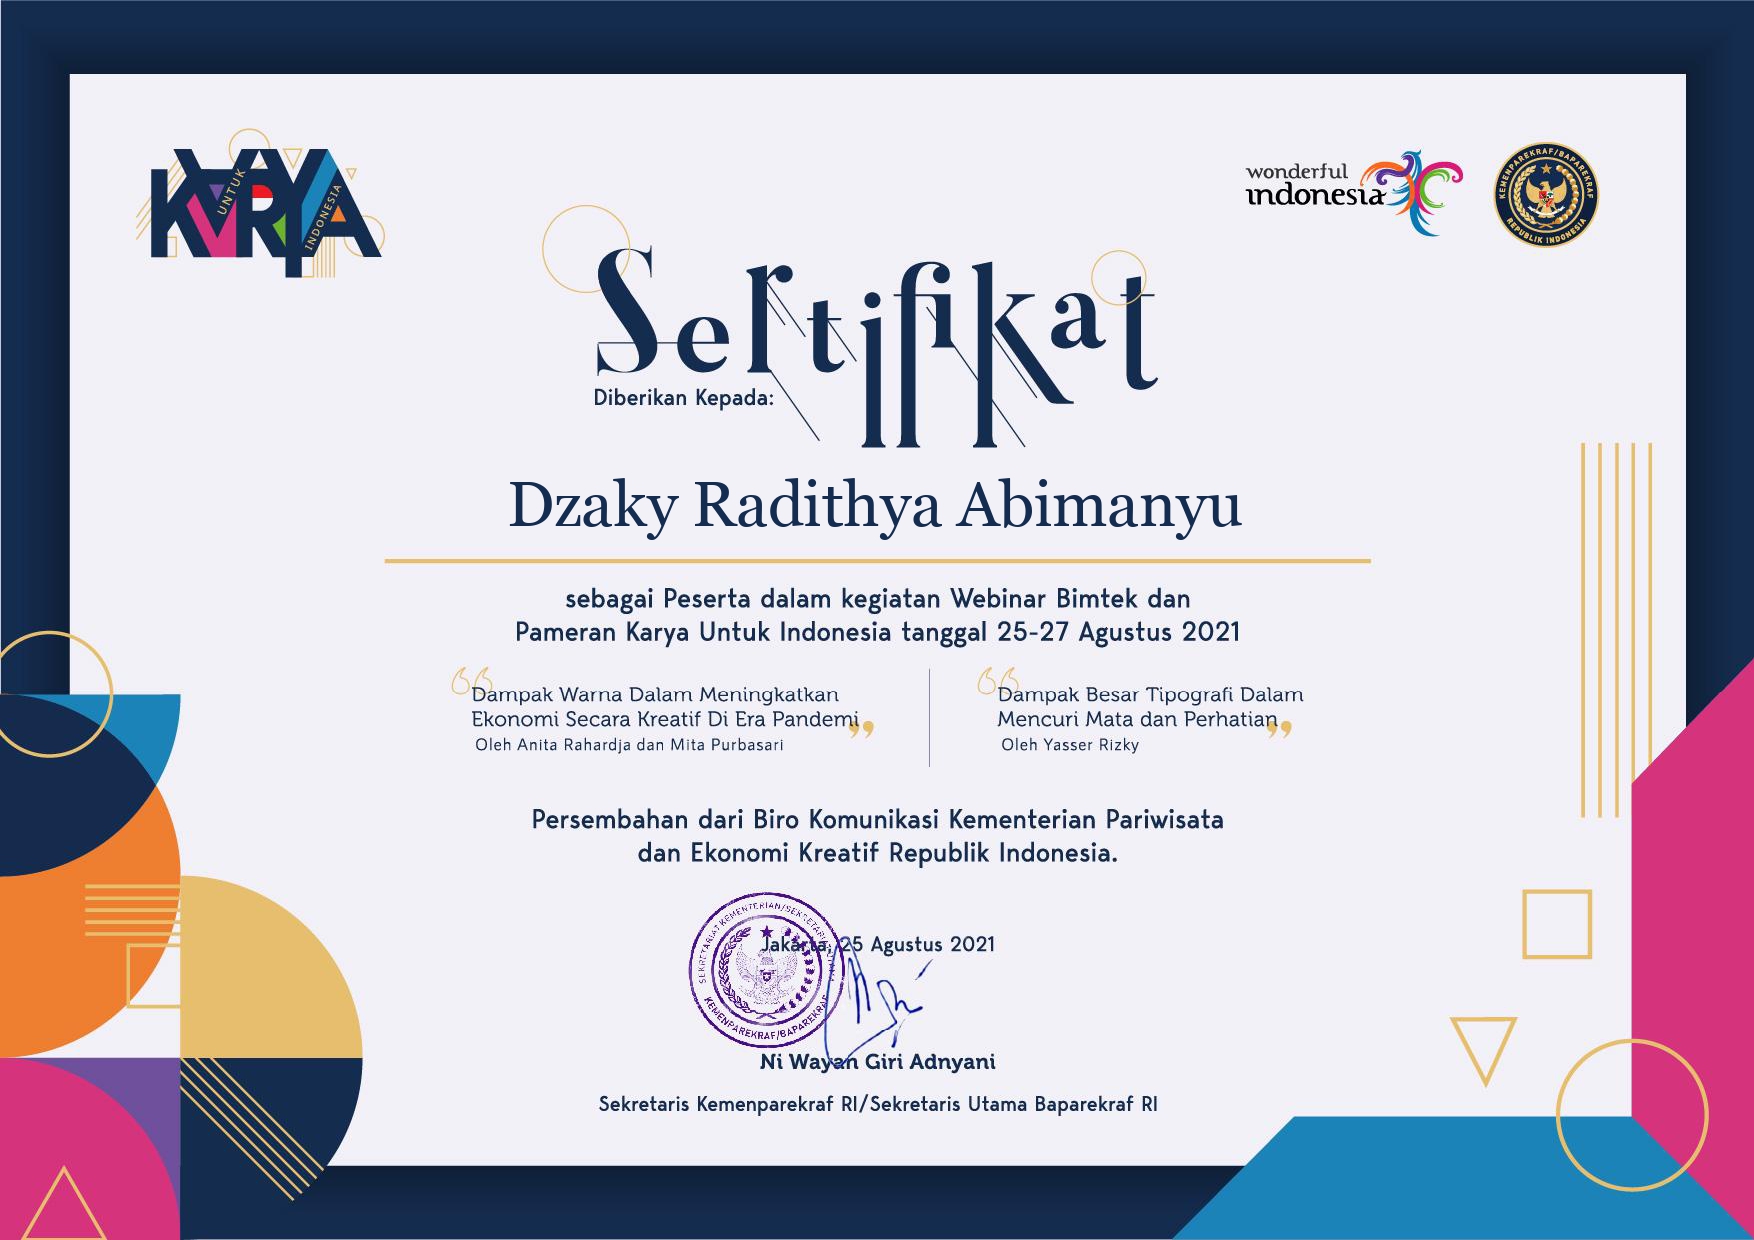 KARYA
UNTUK
INDONESIA
wonderful
indonesia
KEMENPAREKRAF/BAPAREKRAF
REPUBLIK INDONESIA
Sertifikat
Diberikan Kepada:
Dzaky Radithya Abimanyu
sebagai Peserta dalam kegiatan Webinar Bimtek dan
Pameran Karya Untuk Indonesia tanggal 25-27 Agustus 2021
“Dampak Warna Dalam Meningkatkan
Ekonomi Secara Kreatif Di Era Pandemi”
Oleh Anita Rahardja dan Mita Purbasari
“Dampak Besar Tipografi Dalam
Mencuri Mata dan Perhatian”
Oleh Yasser Rizky
Persembahan dari Biro Komunikasi Kementerian Pariwisata
dan Ekonomi Kreatif Republik Indonesia.
SEKRETARIAT KEMENTERIAN/SEKRETARIAT UTAMA
KEMENPAREKRAF/BAPAREKRAF
Jakarta, 25 Agustus 2021
Ni Wayan Giri Adnyani
Sekretaris Kemenparekraf RI/Sekretaris Utama Baparekraf RI